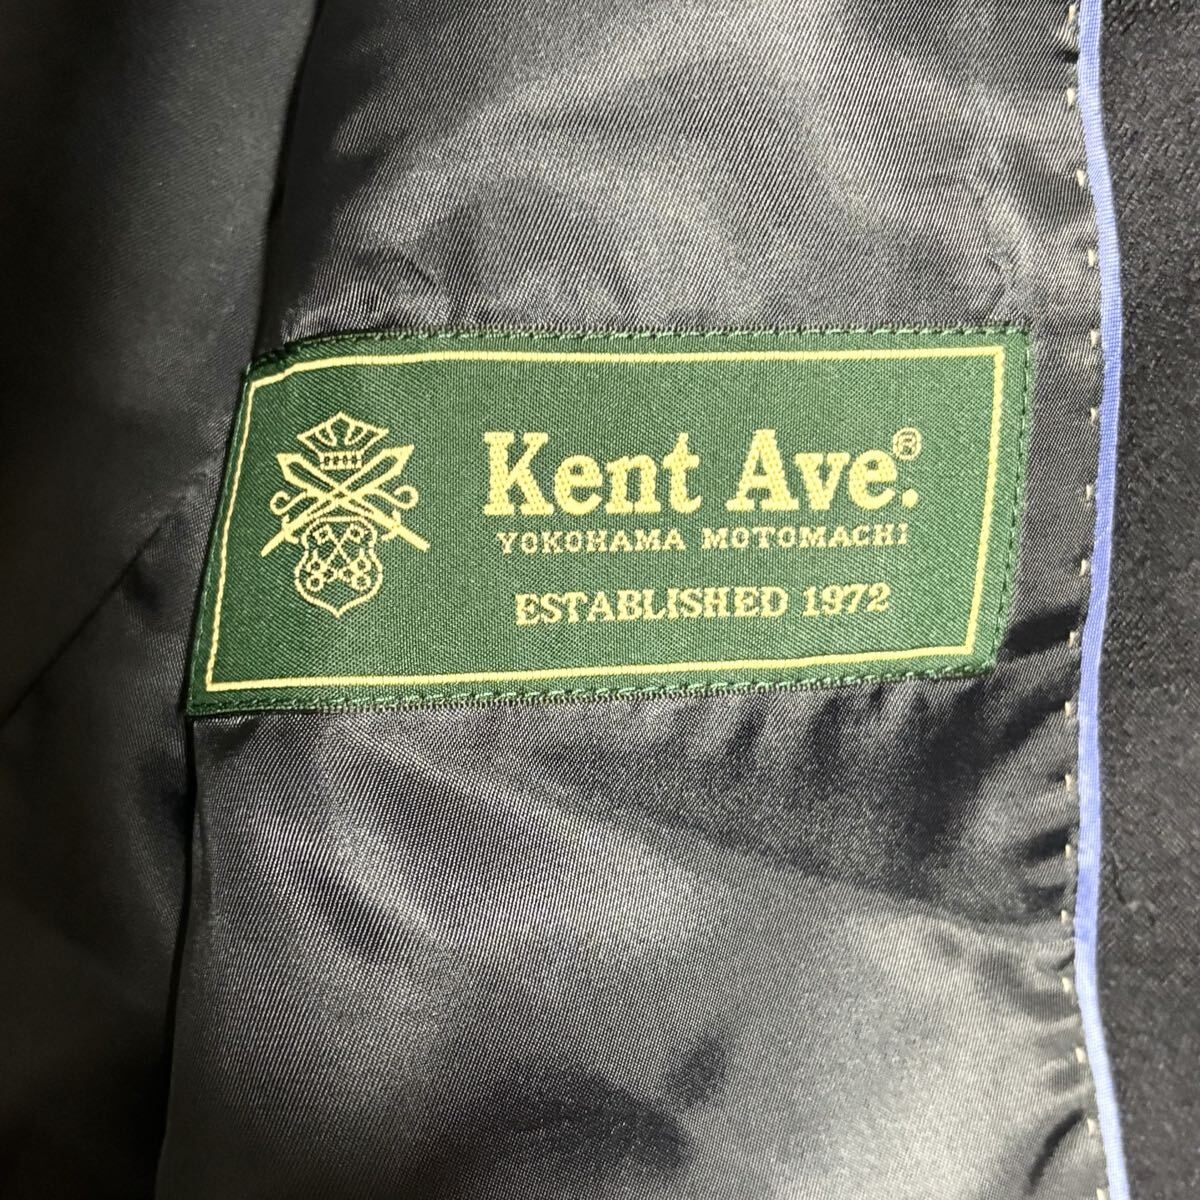 Kent Ave.®
YOKOHAMA MOTOMACHI
ESTABLISHED 1972